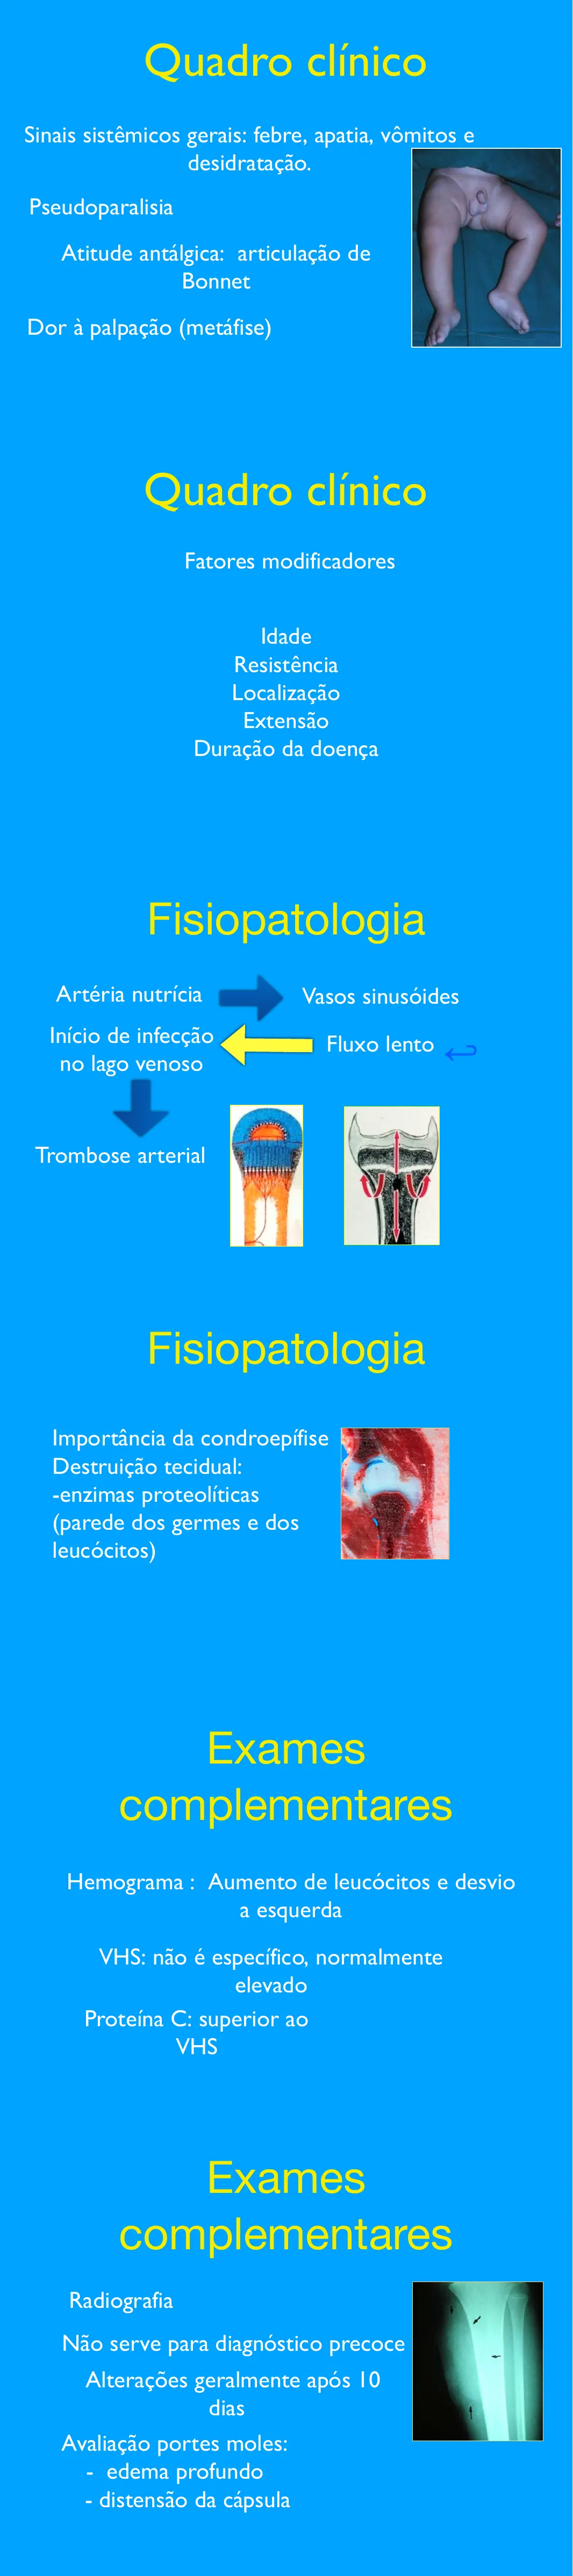 Quadro clínico
Sinais sistêmicos gerais: febre, apatia, vômitos e
desidratação.
Pseudoparalisia
Atitude antálgica:  articulação de
Bonnet
Dor à palpação (metáfise)
Quadro clínico
Fatores modificadores
Idade
Resistência
Localização
Extensão
Duração da doença
Fisiopatologia
Artéria nutrícia
Vasos sinusóides
Início de infecção
no lago venoso
Fluxo lento
Trombose arterial
Fisiopatologia
Importância da condroepífise
Destruição tecidual:
-enzimas proteolíticas
(parede dos germes e dos
leucócitos)
Exames
complementares
Hemograma :  Aumento de leucócitos e desvio
a esquerda
VHS: não é específico, normalmente
elevado
Proteína C: superior ao
VHS
Exames
complementares
Radiografia
Não serve para diagnóstico precoce
Alterações geralmente após 10
dias
Avaliação portes moles:
-  edema profundo
- distensão da cápsula